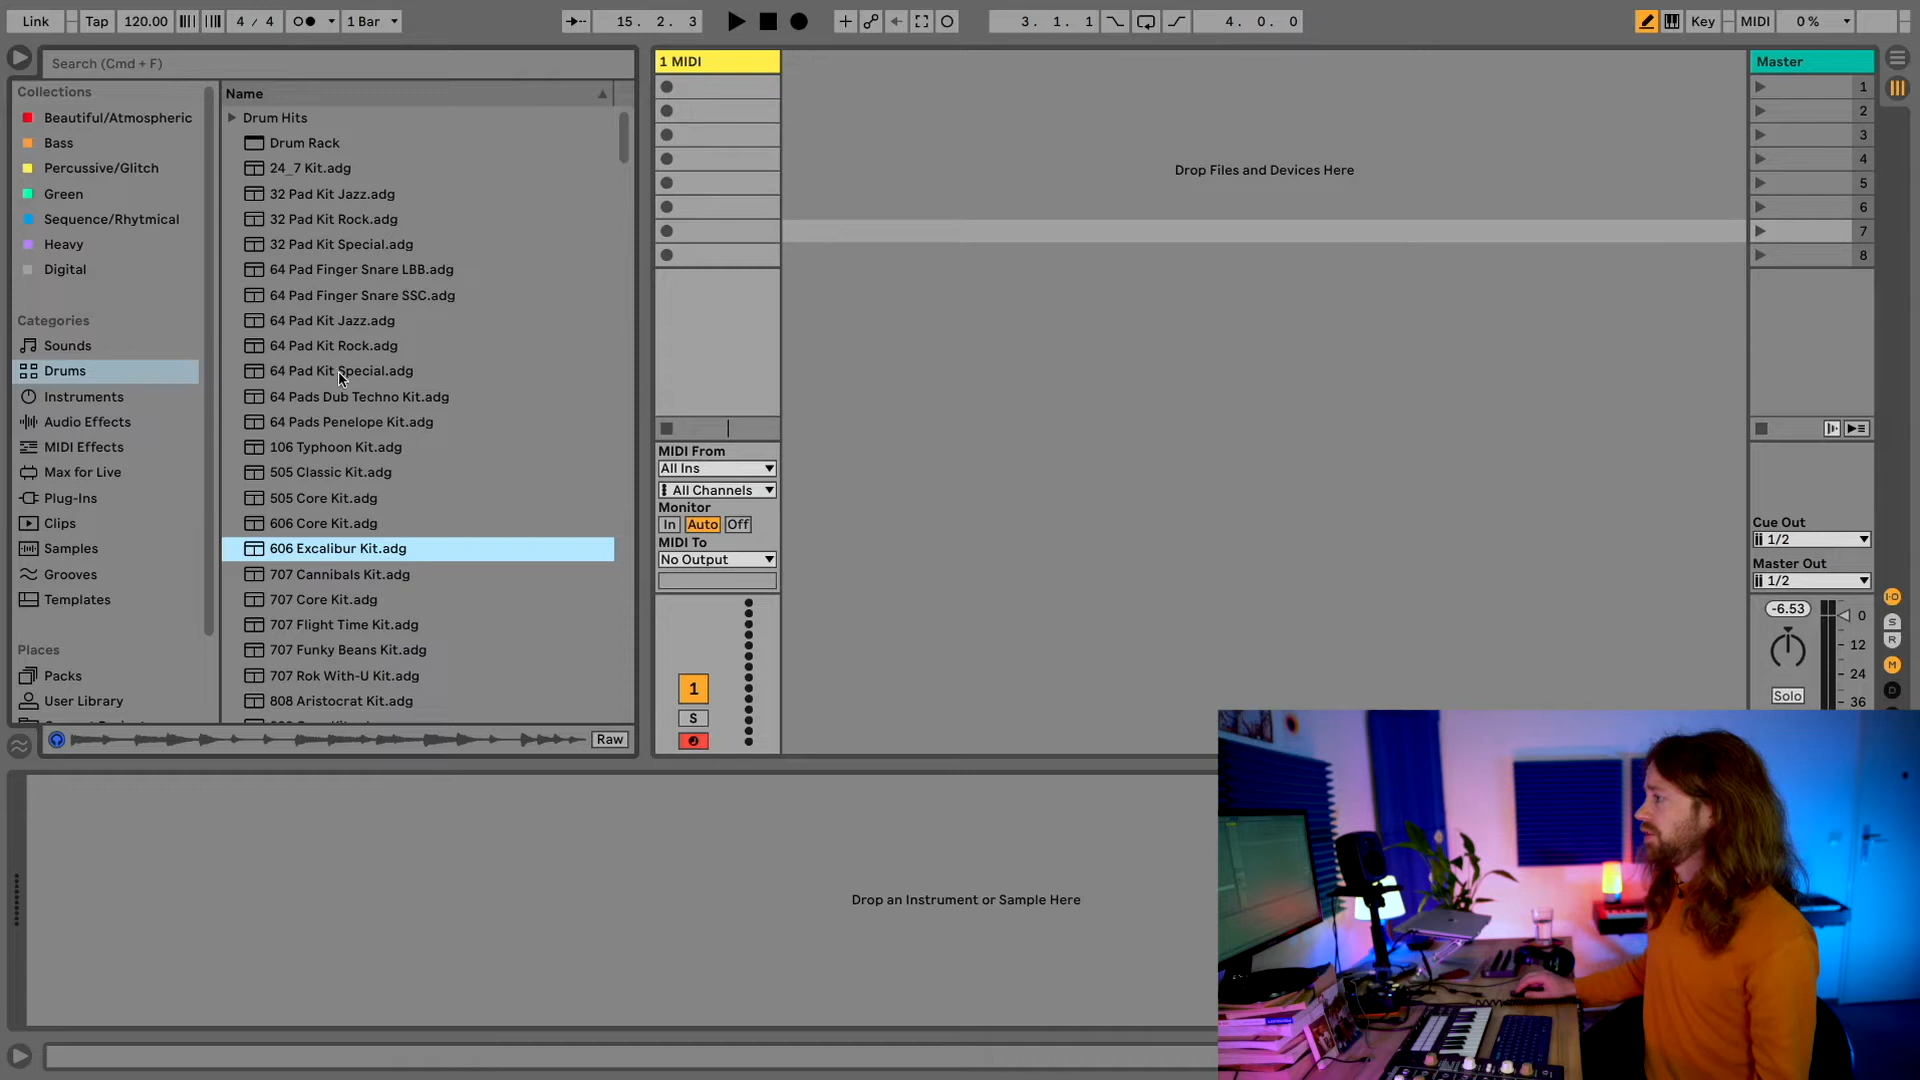 Link Tap 120.00 4 / 4 1 Bar 15. 2. 3 3. 1. 1 4. 0. 0 Key MIDI 0 %
Search (Cmd + F)
Collections
Beautiful/Atmospheric
Bass
Percussive/Glitch
Green
Sequence/Rhytmical
Heavy
Digital
Categories
Sounds
Drums
Instruments
Audio Effects
MIDI Effects
Max for Live
Plug-Ins
Clips
Samples
Grooves
Templates
Places
Packs
User Library
Name
Drum Hits
Drum Rack
24_7 Kit.adg
32 Pad Kit Jazz.adg
32 Pad Kit Rock.adg
32 Pad Kit Special.adg
64 Pad Finger Snare LBB.adg
64 Pad Finger Snare SSC.adg
64 Pad Kit Jazz.adg
64 Pad Kit Rock.adg
64 Pad Kit Special.adg
64 Pads Dub Techno Kit.adg
64 Pads Penelope Kit.adg
106 Typhoon Kit.adg
505 Classic Kit.adg
505 Core Kit.adg
606 Core Kit.adg
606 Excalibur Kit.adg
707 Cannibals Kit.adg
707 Core Kit.adg
707 Flight Time Kit.adg
707 Funky Beans Kit.adg
707 Rok With-U Kit.adg
808 Aristocrat Kit.adg
Raw
1 MIDI
MIDI From
All Ins
All Channels
Monitor
In Auto Off
MIDI To
No Output
1
S
Drop Files and Devices Here
Master
1
2
3
4
5
6
7
8
Cue Out
1/2
Master Out
1/2
-6.53
0
12
24
36
Solo
I·O
S
R
M
D
Drop an Instrument or Sample Here